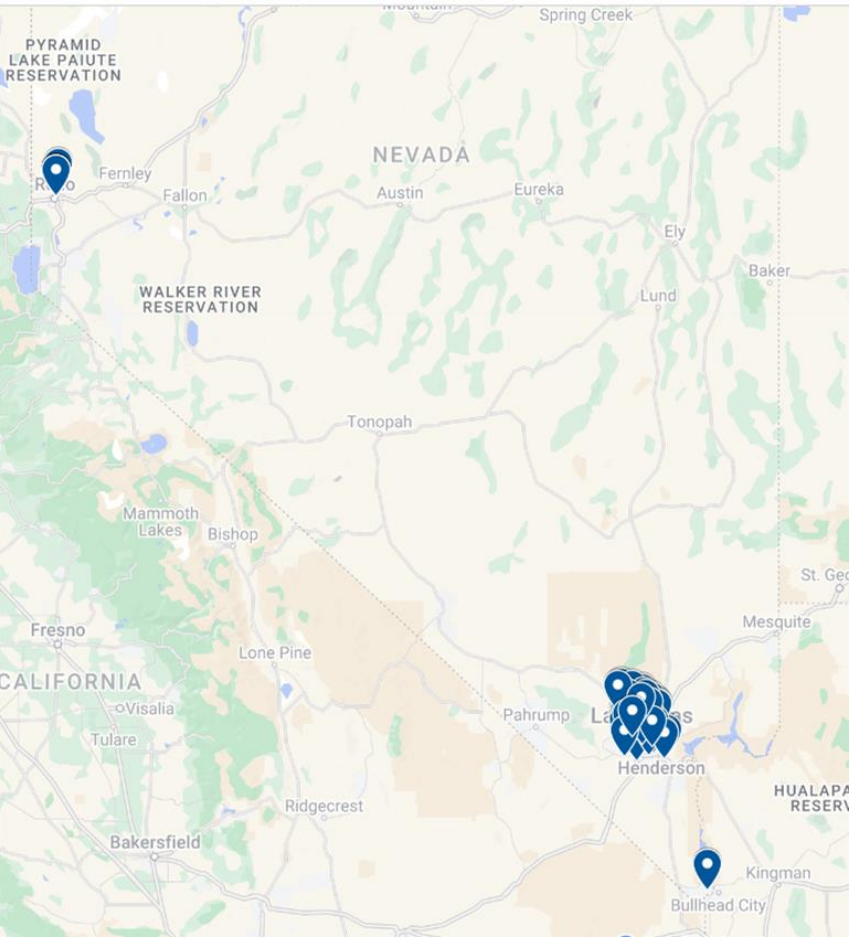 Spring Creek
PYRAMID
LAKE PAIUTE
RESERVATION
NEVADA
Fernley
Fallon
Austin
Eureka
Ely
Baker
WALKER RIVER
RESERVATION
Lund
Tonopah
Mammoth
Lakes
Bishop
St. Geo
Mesquite
Fresno
Lone Pine
CALIFORNIA
Visalia
Tulare
Pahrump
Henderson
HUALAPA
RESERV
Ridgecrest
Bakersfield
Kingman
Bullhead City